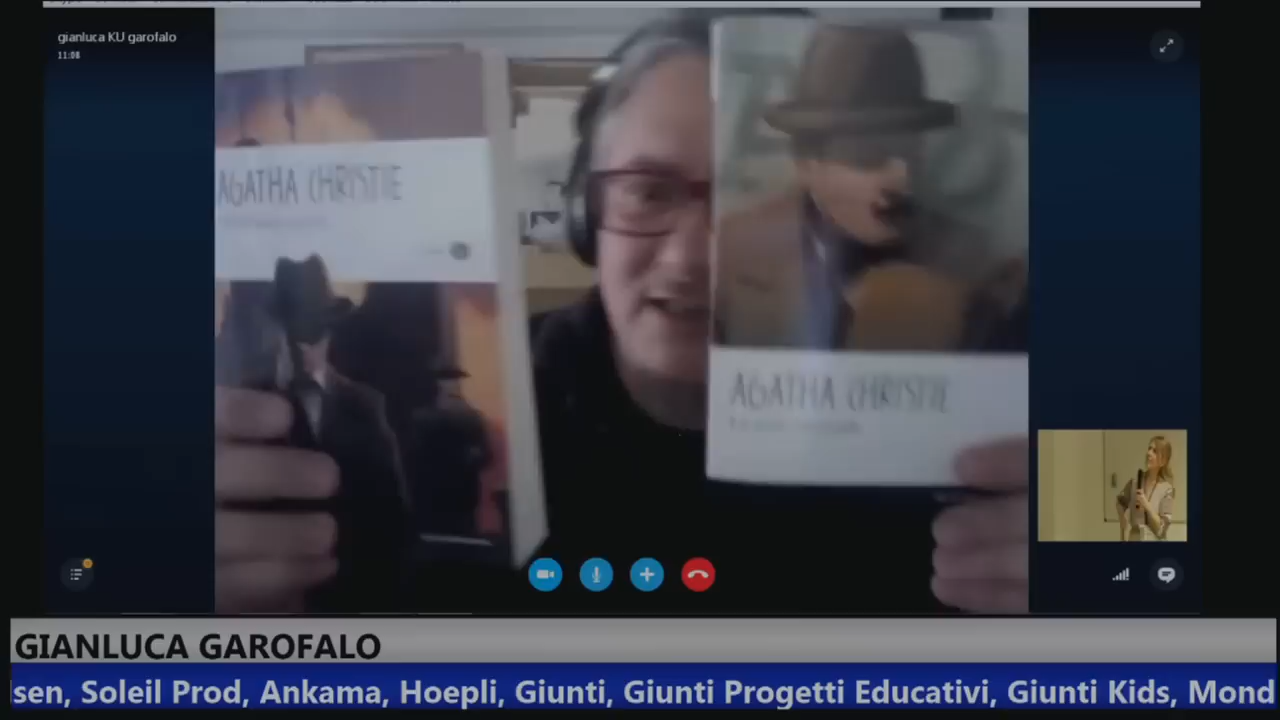 gianluca KU garofalo
11:08
AGATHA CHRISTIE
AGATHA CHRISTIE
GIANLUCA GAROFALO
sen, Soleil Prod, Ankama, Hoepli, Giunti, Giunti Progetti Educativi, Giunti Kids, Mond